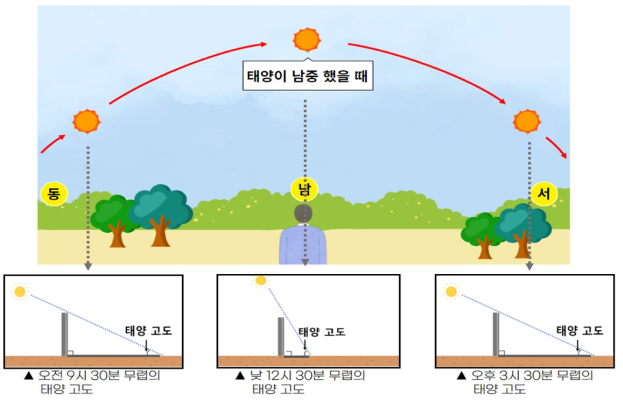 태양이 남중 했을 때
동
남
서
태양 고도
태양 고도
태양 고도
▲ 오전 9시 30분 무렵의
태양 고도
▲ 낮 12시 30분 무렵의
태양 고도
▲ 오후 3시 30분 무렵의
태양 고도